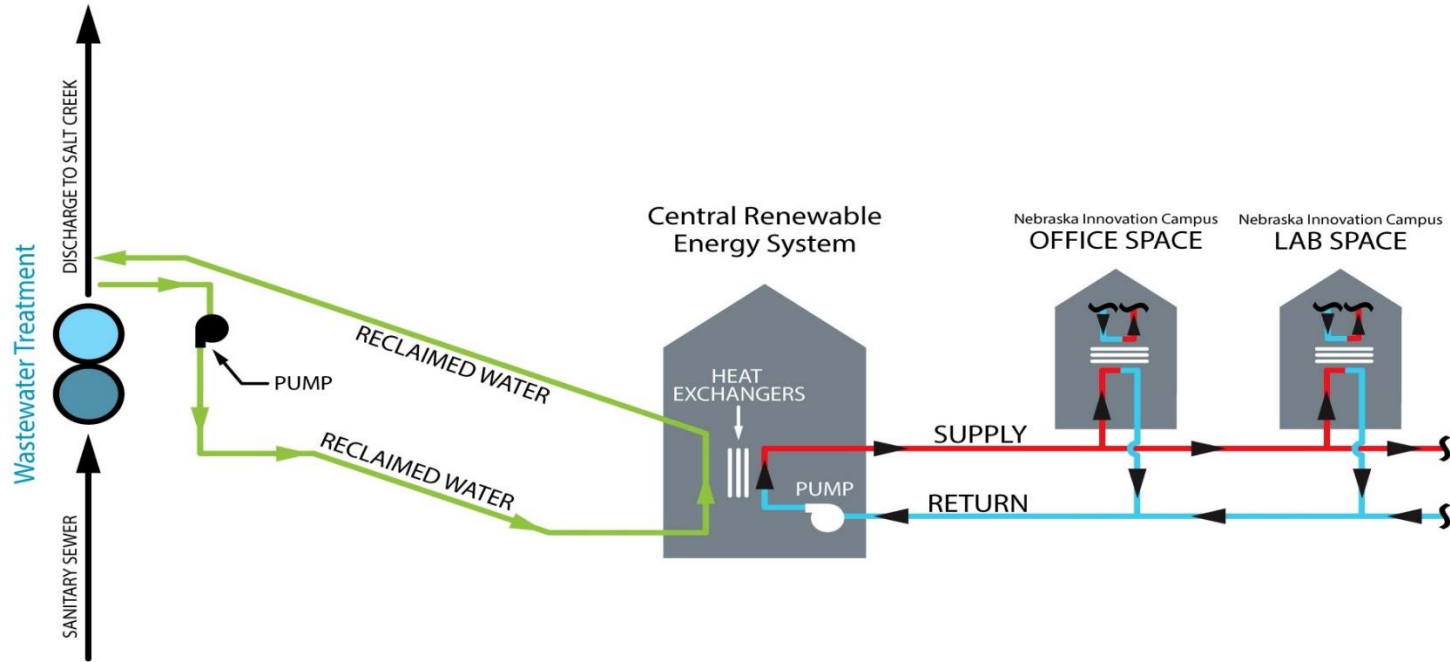 DISCHARGE TO SALT CREEK
Wastewater Treatment
SANITARY SEWER
PUMP
RECLAIMED WATER
RECLAIMED WATER
Central Renewable
Energy System
HEAT
EXCHANGERS
PUMP
SUPPLY
RETURN
Nebraska Innovation Campus
OFFICE SPACE
Nebraska Innovation Campus
LAB SPACE